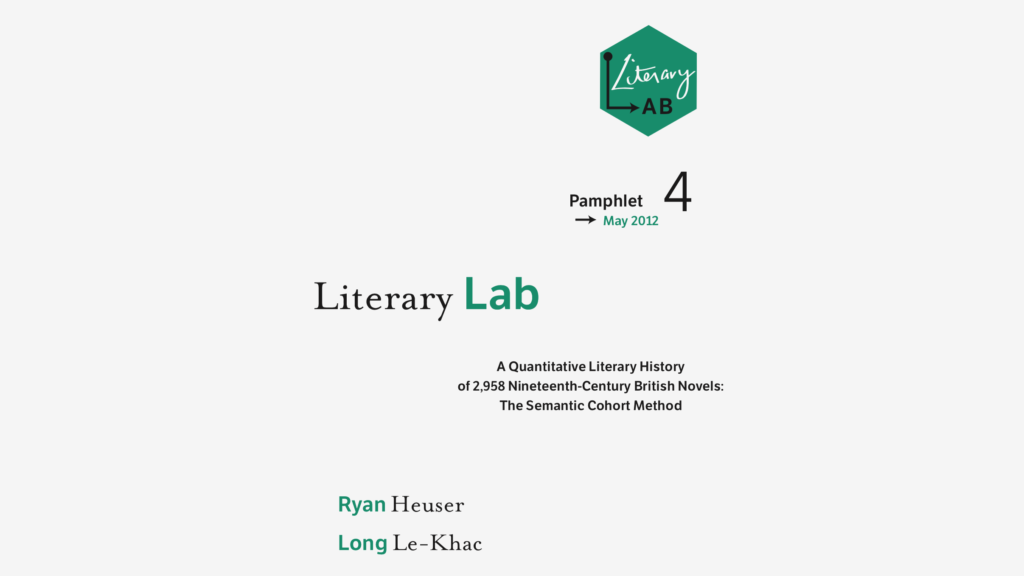 Literary
AB
Pamphlet 4
May 2012
Literary Lab
A Quantitative Literary History
of 2,958 Nineteenth-Century British Novels:
The Semantic Cohort Method
Ryan Heuser
Long Le-Khac